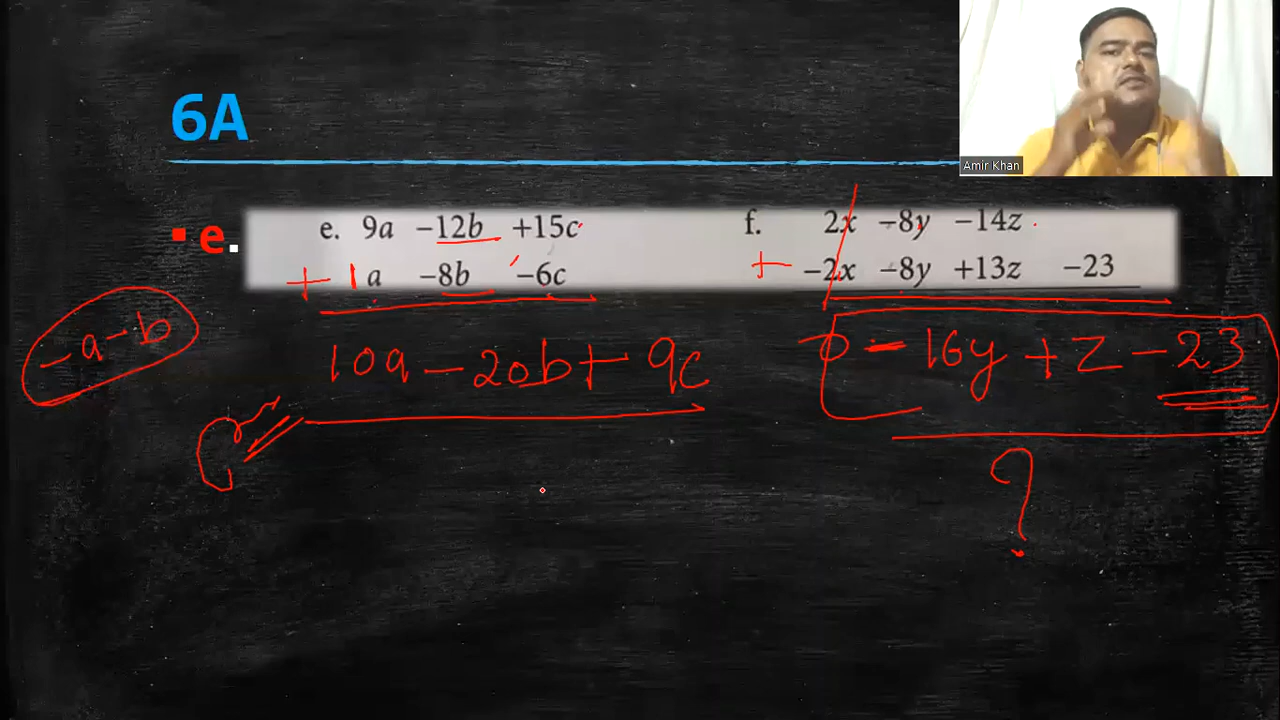 6A
Amir Khan
e.
e. 9a −12b +15c
+ 1a −8b −6c
10a − 20b + 9c
−a−b
f. 2x −8y −14z
+ −2x −8y +13z −23
0 − 16y + z − 23
?